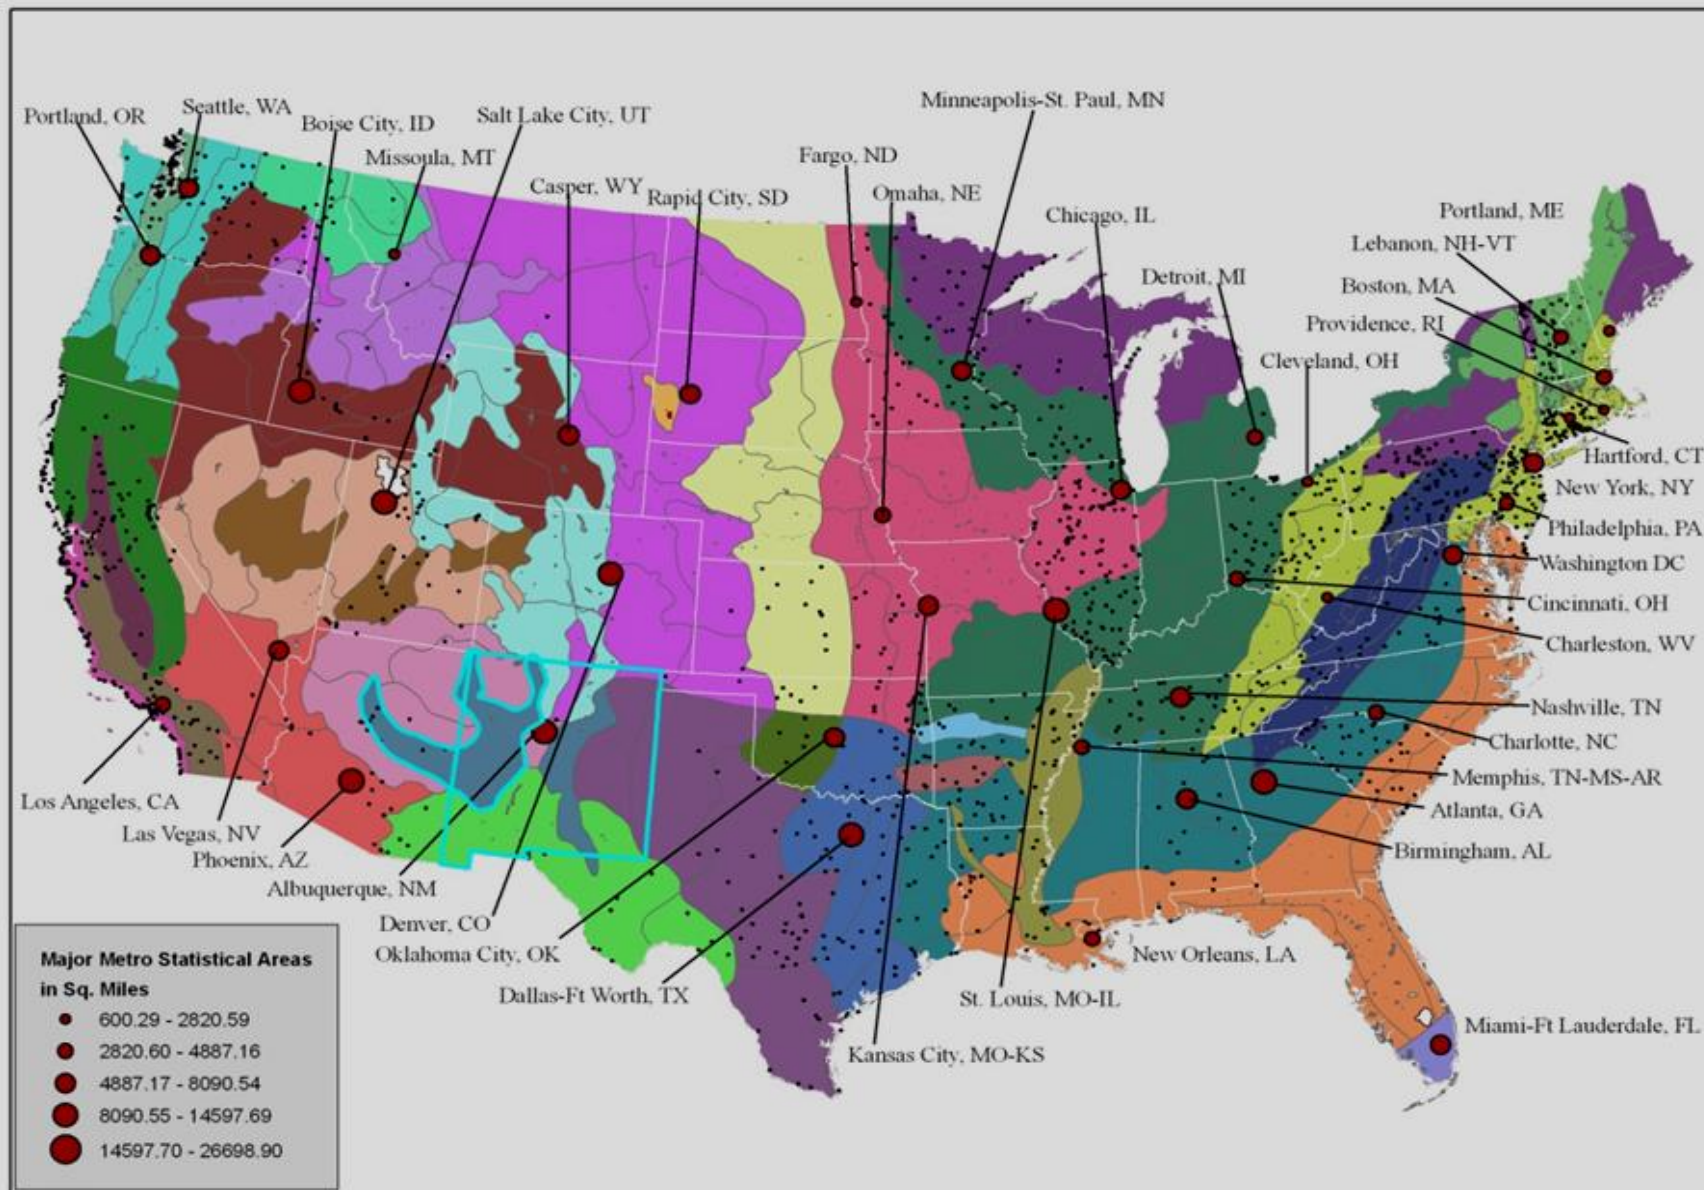 Portland, OR
Seattle, WA
Boise City, ID
Missoula, MT
Salt Lake City, UT
Casper, WY
Rapid City, SD
Fargo, ND
Omaha, NE
Minneapolis-St. Paul, MN
Chicago, IL
Detroit, MI
Portland, ME
Lebanon, NH-VT
Boston, MA
Providence, RI
Cleveland, OH
Hartford, CT
New York, NY
Philadelphia, PA
Washington DC
Cincinnati, OH
Charleston, WV
Nashville, TN
Charlotte, NC
Memphis, TN-MS-AR
Atlanta, GA
Birmingham, AL
Los Angeles, CA
Las Vegas, NV
Phoenix, AZ
Albuquerque, NM
Denver, CO
Oklahoma City, OK
Dallas-Ft Worth, TX
Kansas City, MO-KS
St. Louis, MO-IL
New Orleans, LA
Miami-Ft Lauderdale, FL
Major Metro Statistical Areas
in Sq. Miles
600.29 - 2820.59
2820.60 - 4887.16
4887.17 - 8090.54
8090.55 - 14597.69
14597.70 - 26698.90